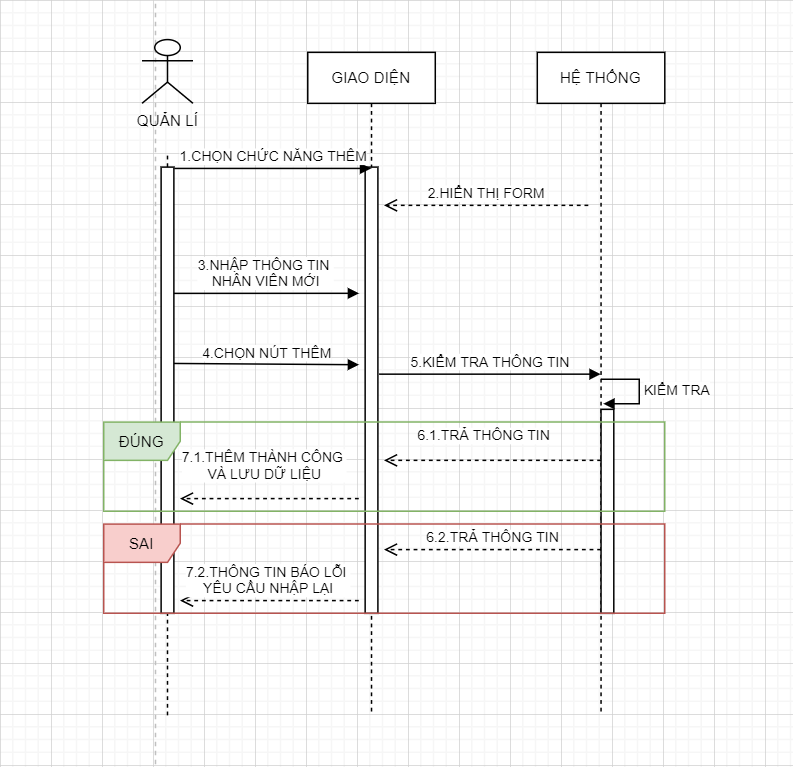 QUẢN LÍ
GIAO DIỆN
HỆ THỐNG
1.CHỌN CHỨC NĂNG THÊM
2.HIỂN THỊ FORM
3.NHẬP THÔNG TIN
NHÂN VIÊN MỚI
4.CHỌN NÚT THÊM
5.KIỂM TRA THÔNG TIN
KIỂM TRA
ĐÚNG
6.1.TRẢ THÔNG TIN
7.1.THÊM THÀNH CÔNG
VÀ LƯU DỮ LIỆU
SAI
6.2.TRẢ THÔNG TIN
7.2.THÔNG TIN BÁO LỖI
YÊU CẦU NHẬP LẠI